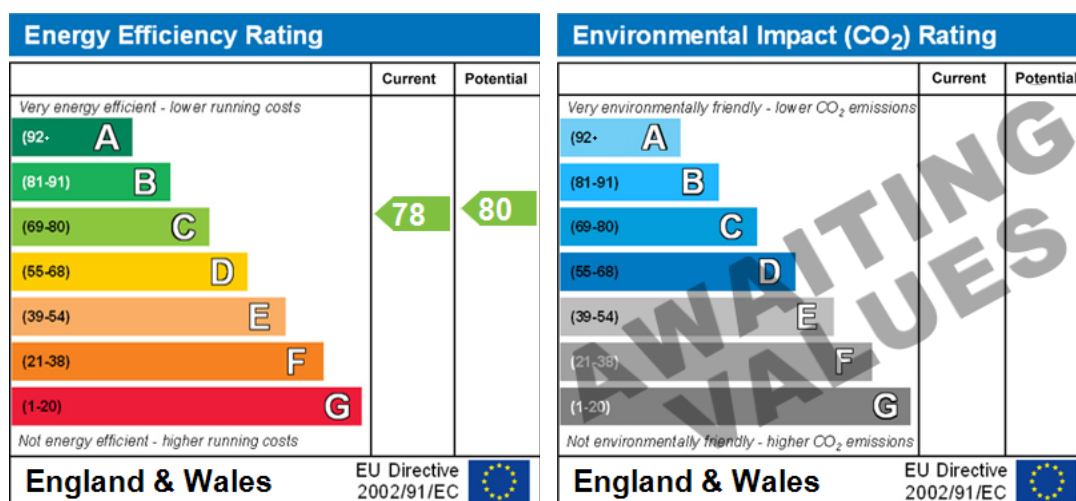 Energy Efficiency Rating
Current Potential
Very energy efficient - lower running costs
(92+ A
(81-91) B
(69-80) C
78 80
(55-68) D
(39-54) E
(21-38) F
(1-20) G
Not energy efficient - higher running costs
England & Wales
EU Directive
2002/91/EC
Environmental Impact (CO₂) Rating
Current Potential
Very environmentally friendly - lower CO₂ emissions
(92+ A
(81-91) B
(69-80) C
(55-68) D
(39-54) E
(21-38) F
(1-20) G
AWAITING
VALUES
Not environmentally friendly - higher CO₂ emissions
England & Wales
EU Directive
2002/91/EC